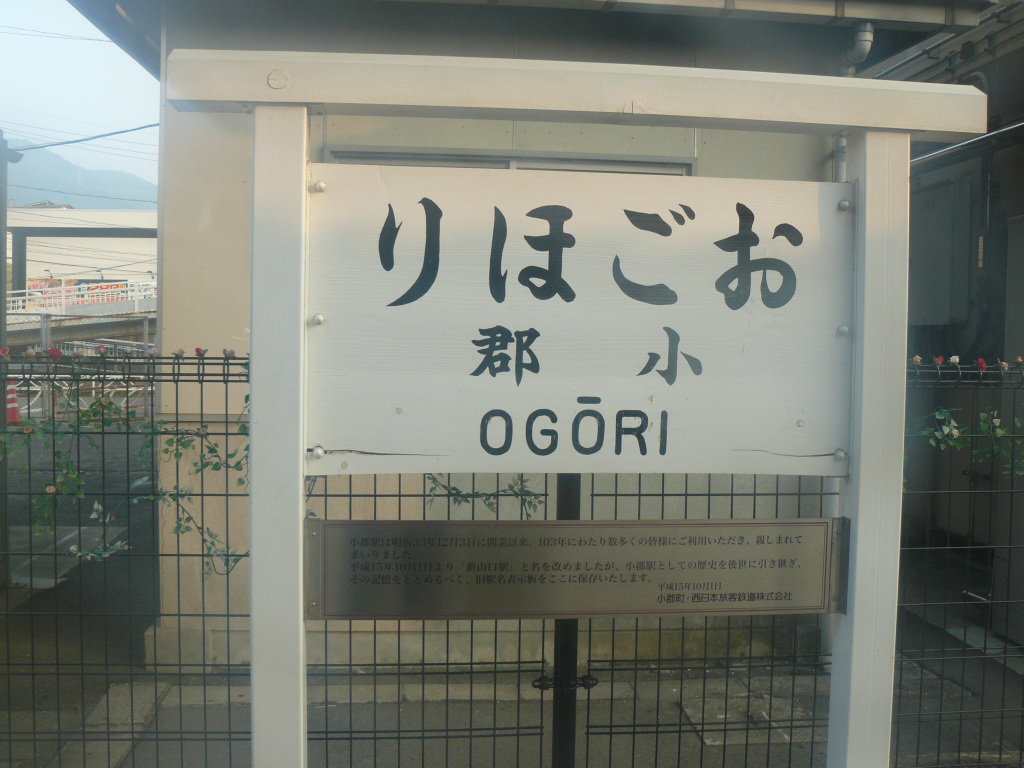 おごほり
小郡
OGŌRI
小郡駅は明治33年12月3日に開業以来、103年にわたり数多くの皆様にご利用いただき、親しまれて
まいりました。
平成15年10月1日より「新山口駅」と名を改めましたが、小郡駅としての歴史を後世に引き継ぎ、
その記憶をとどめるべく、旧駅名表示板をここに保存いたします。
平成15年10月1日
小郡町・西日本旅客鉄道株式会社